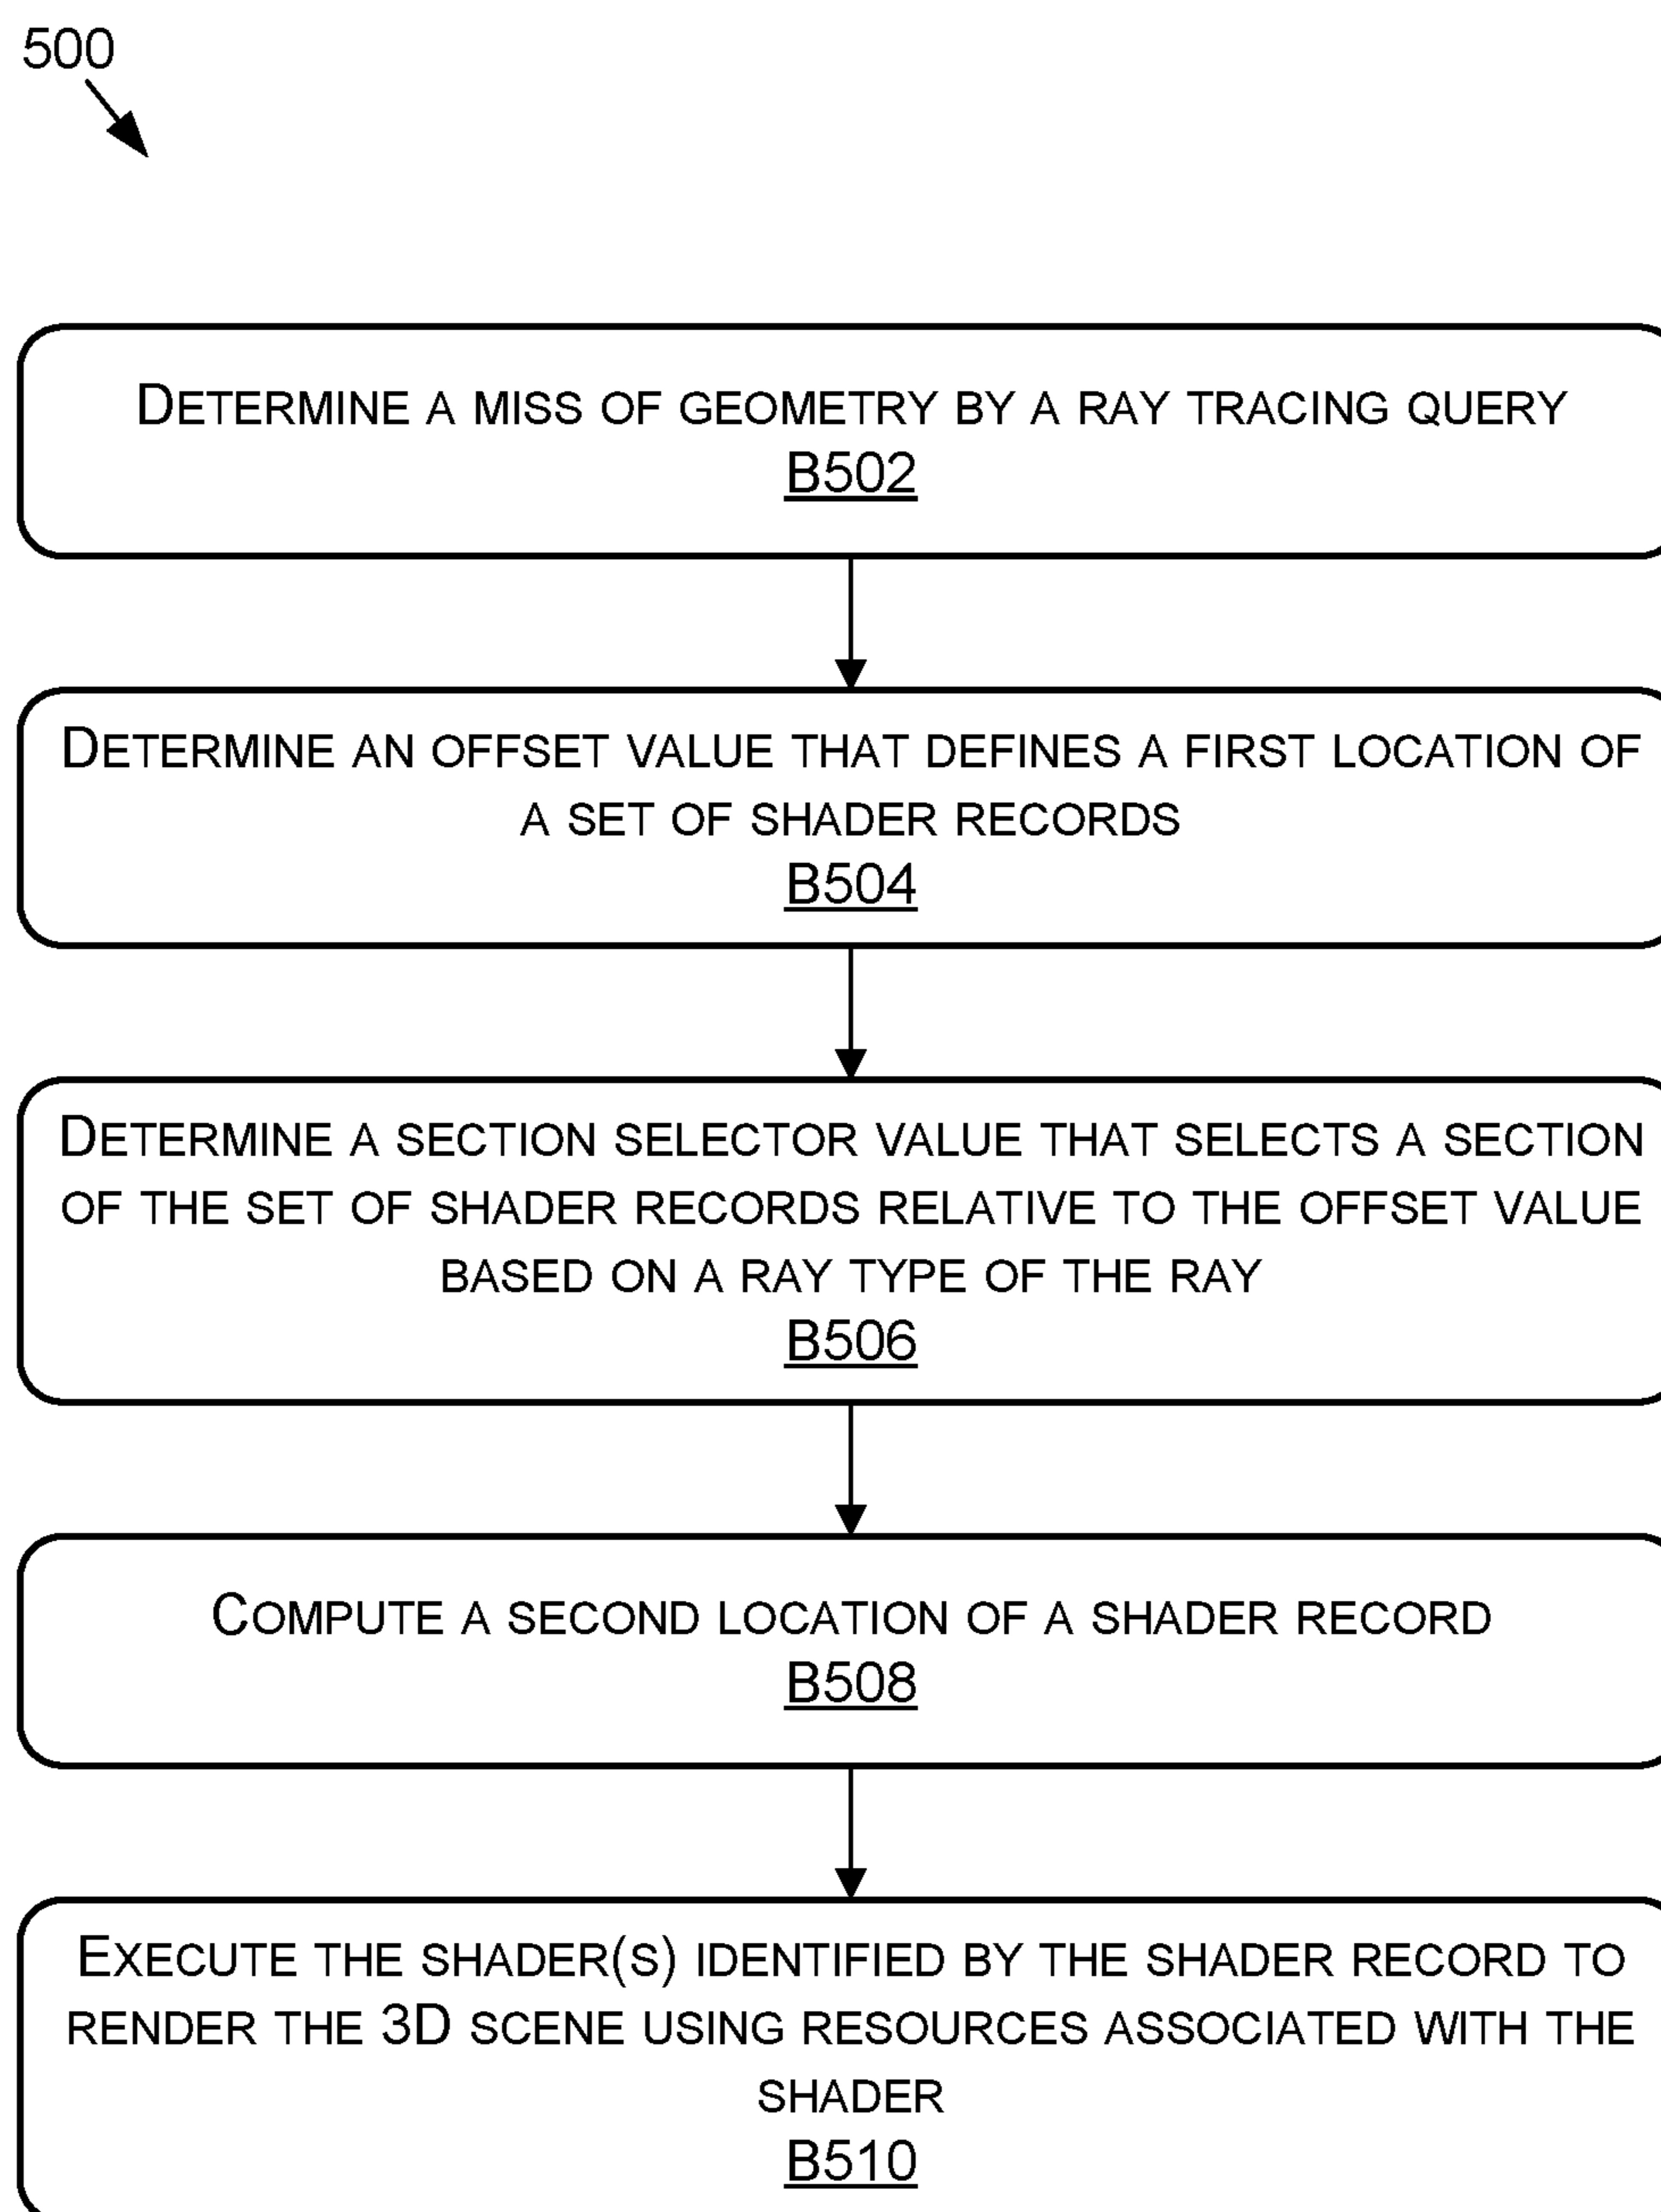 500
DETERMINE A MISS OF GEOMETRY BY A RAY TRACING QUERY
B502
DETERMINE AN OFFSET VALUE THAT DEFINES A FIRST LOCATION OF
A SET OF SHADER RECORDS
B504
DETERMINE A SECTION SELECTOR VALUE THAT SELECTS A SECTION
OF THE SET OF SHADER RECORDS RELATIVE TO THE OFFSET VALUE
BASED ON A RAY TYPE OF THE RAY
B506
COMPUTE A SECOND LOCATION OF A SHADER RECORD
B508
EXECUTE THE SHADER(S) IDENTIFIED BY THE SHADER RECORD TO
RENDER THE 3D SCENE USING RESOURCES ASSOCIATED WITH THE
SHADER
B510